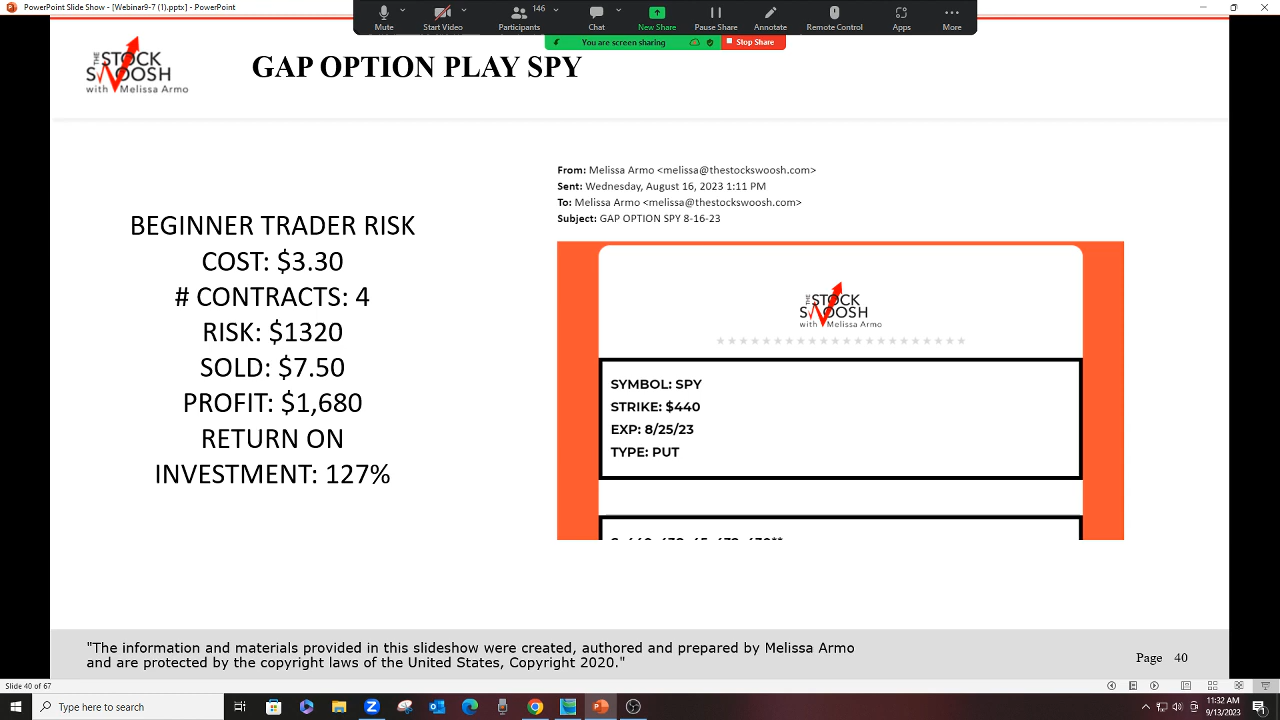 PowerPoint Slide Show - [Webinar9-7 (1).pptx] - PowerPoint
Mute
Start Video
146
Participants
Chat
New Share
Pause Share
Annotate
Remote Control
Apps
More
You are screen sharing
Stop Share
THE STOCK
SWOOSH
with Melissa Armo
GAP OPTION PLAY SPY
BEGINNER TRADER RISK
COST: $3.30
# CONTRACTS: 4
RISK: $1320
SOLD: $7.50
PROFIT: $1,680
RETURN ON
INVESTMENT: 127%
From: Melissa Armo <melissa@thestockswoosh.com>
Sent: Wednesday, August 16, 2023 1:11 PM
To: Melissa Armo <melissa@thestockswoosh.com>
Subject: GAP OPTION SPY 8-16-23
THE STOCK
SWOOSH
with Melissa Armo
SYMBOL: SPY
STRIKE: $440
EXP: 8/25/23
TYPE: PUT
"The information and materials provided in this slideshow were created, authored and prepared by Melissa Armo
and are protected by the copyright laws of the United States, Copyright 2020."
Page 40
Slide 40 of 67
Type here to search
11:32 AM
9/13/2023